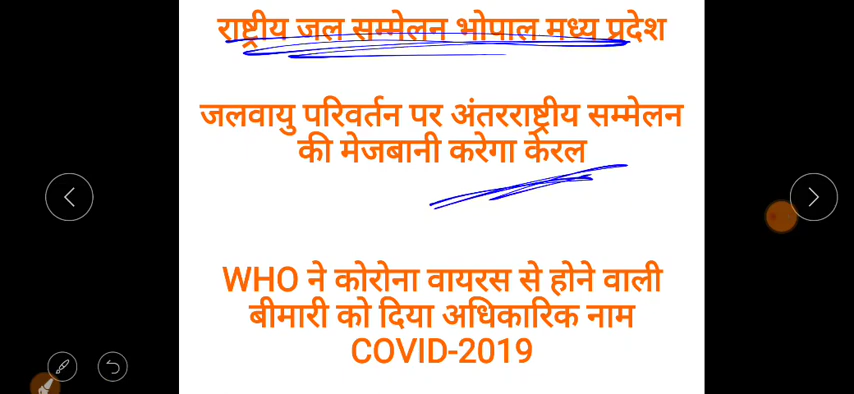 राष्ट्रीय जल सम्मेलन भोपाल मध्य प्रदेश
जलवायु परिवर्तन पर अंतरराष्ट्रीय सम्मेलन
की मेजबानी करेगा केरल
WHO ने कोरोना वायरस से होने वाली
बीमारी को दिया अधिकारिक नाम
COVID-2019